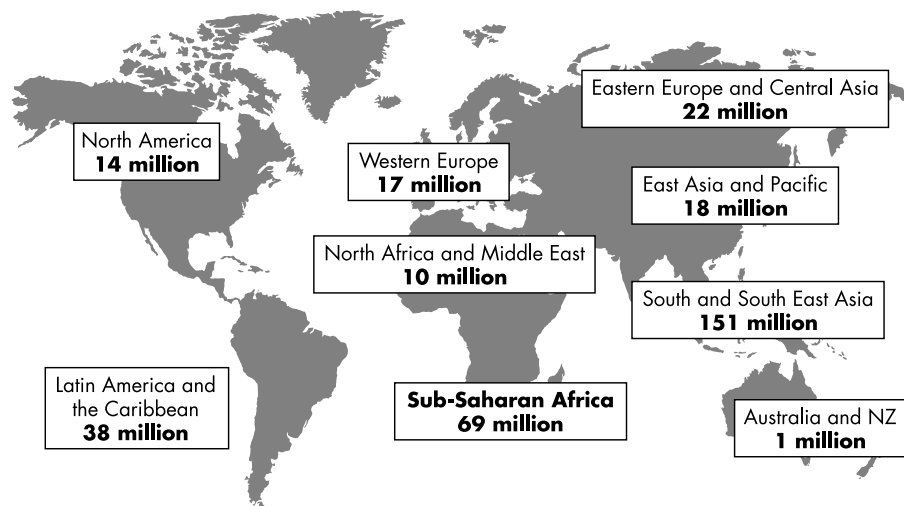 Eastern Europe and Central Asia
22 million
North America
14 million
Western Europe
17 million
East Asia and Pacific
18 million
North Africa and Middle East
10 million
South and South East Asia
151 million
Latin America and
the Caribbean
38 million
Sub-Saharan Africa
69 million
Australia and NZ
1 million